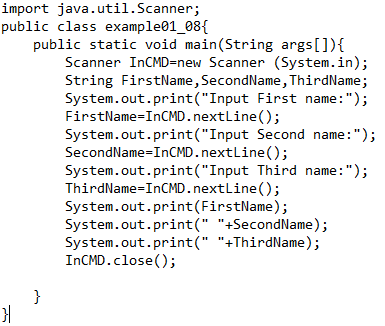 import java.util.Scanner;
public class example01_08{
    public static void main(String args[]){
        Scanner InCMD=new Scanner (System.in);
        String FirstName,SecondName,ThirdName;
        System.out.print("Input First name:");
        FirstName=InCMD.nextLine();
        System.out.print("Input Second name:");
        SecondName=InCMD.nextLine();
        System.out.print("Input Third name:");
        ThirdName=InCMD.nextLine();
        System.out.print(FirstName);
        System.out.print(" "+SecondName);
        System.out.print(" "+ThirdName);
        InCMD.close();

    }
}